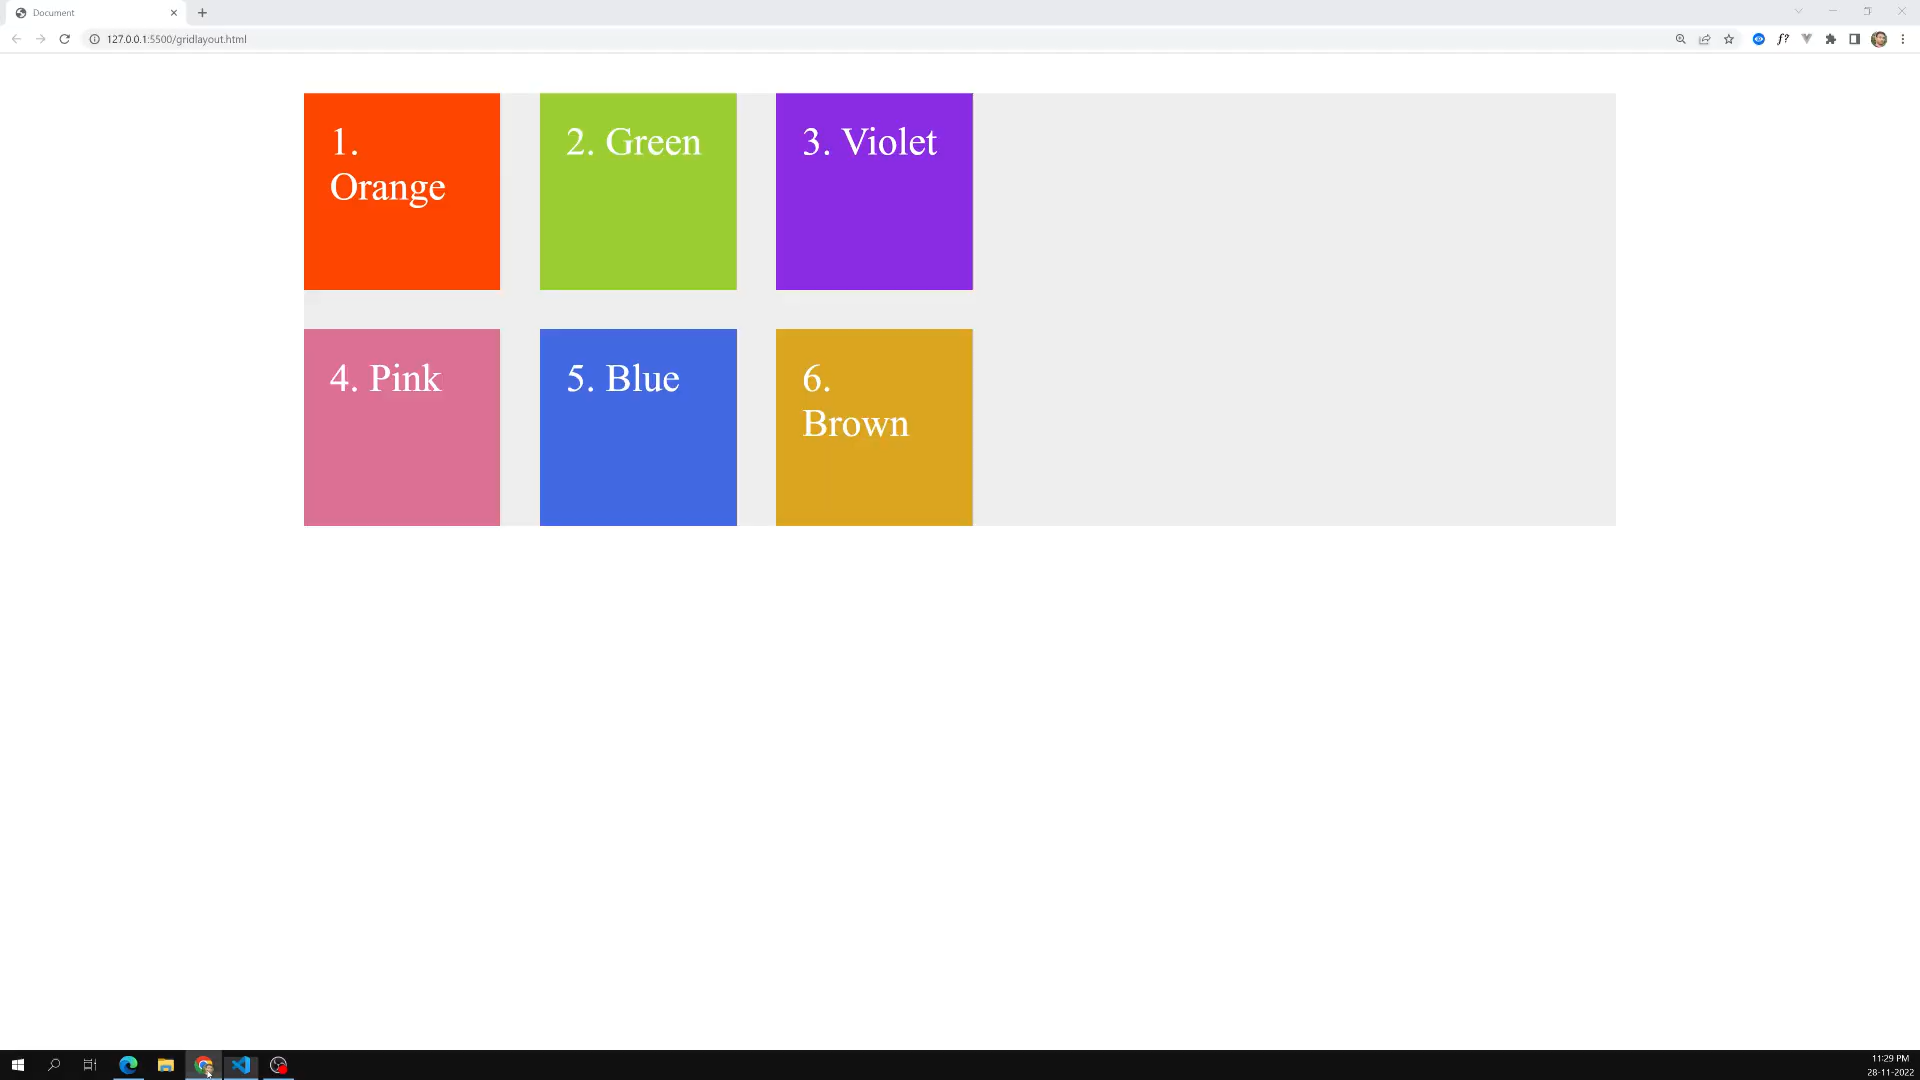 Document
127.0.0.1:5500/gridlayout.html
f?
1.
Orange
2. Green
3. Violet
4. Pink
5. Blue
6.
Brown
11:29 PM
28-11-2022